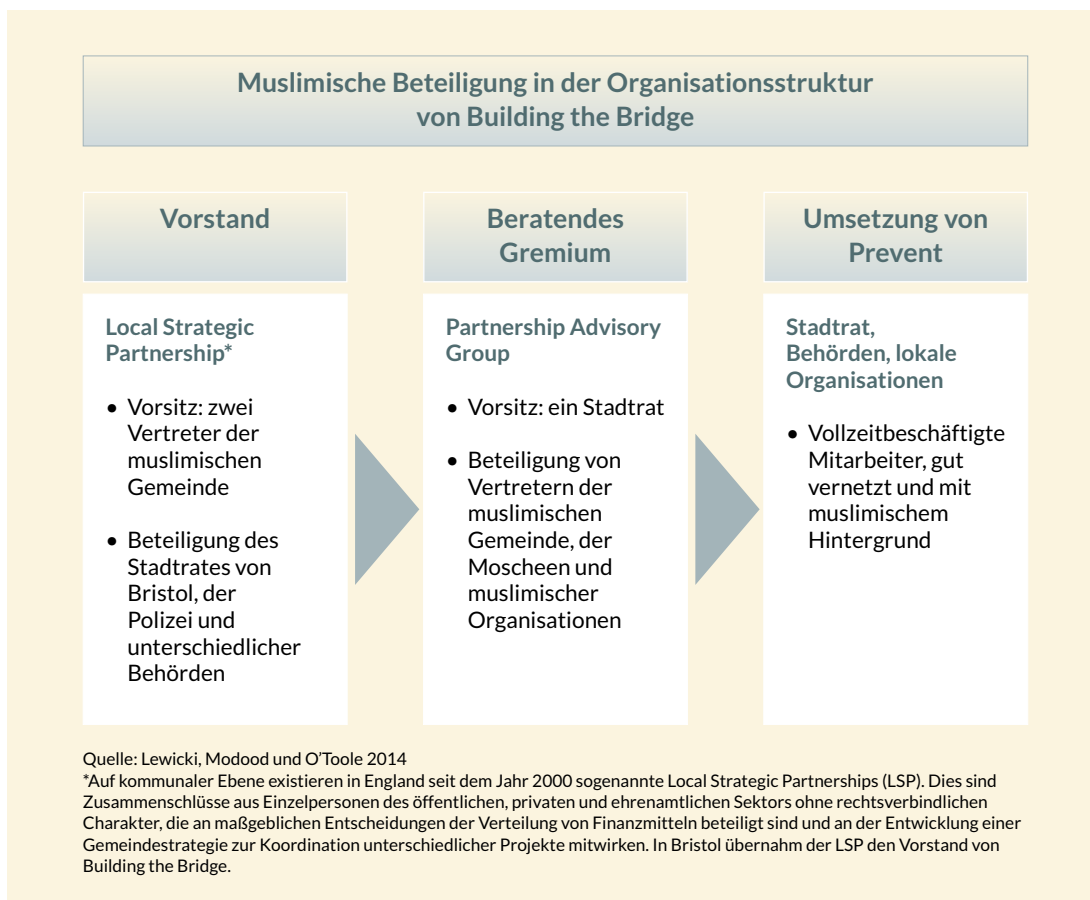 Muslimische Beteiligung in der Organisationsstruktur
von Building the Bridge
Vorstand
Local Strategic
Partnership*
• Vorsitz: zwei
Vertreter der
muslimischen
Gemeinde
• Beteiligung des
Stadtrates von
Bristol, der
Polizei und
unterschiedlicher
Behörden
Beratendes
Gremium
Partnership Advisory
Group
• Vorsitz: ein Stadtrat
• Beteiligung von
Vertretern der
muslimischen
Gemeinde, der
Moscheen und
muslimischer
Organisationen
Umsetzung von
Prevent
Stadtrat,
Behörden, lokale
Organisationen
• Vollzeitbeschäftigte
Mitarbeiter, gut
vernetzt und mit
muslimischem
Hintergrund
Quelle: Lewicki, Modood und O’Toole 2014
*Auf kommunaler Ebene existieren in England seit dem Jahr 2000 sogenannte Local Strategic Partnerships (LSP). Dies sind
Zusammenschlüsse aus Einzelpersonen des öffentlichen, privaten und ehrenamtlichen Sektors ohne rechtsverbindlichen
Charakter, die an maßgeblichen Entscheidungen der Verteilung von Finanzmitteln beteiligt sind und an der Entwicklung einer
Gemeindestrategie zur Koordination unterschiedlicher Projekte mitwirken. In Bristol übernahm der LSP den Vorstand von
Building the Bridge.